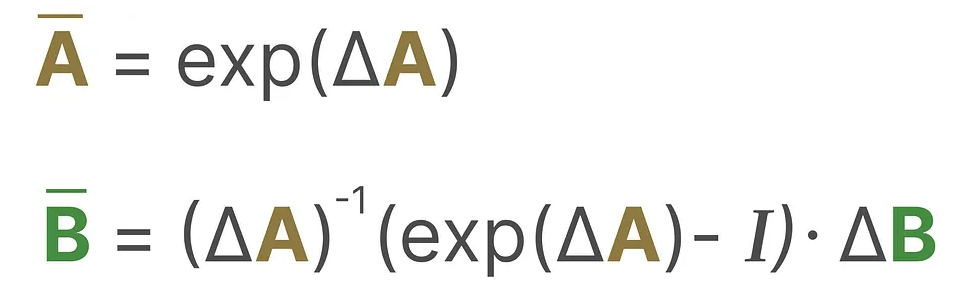 A̅ = exp(ΔA)
B̅ = (ΔA)⁻¹(exp(ΔA)- I)· ΔB